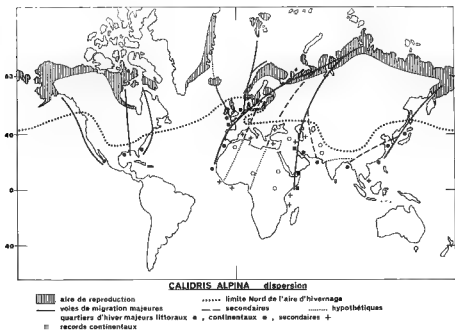 63
40
0
40
CALIDRIS ALPINA dispersion
aire de reproduction
limite Nord de l'aire d'hivernage
voies de migration majeures
secondaires
hypothétiques
quartiers d'hiver majeurs littoraux , continentaux , secondaires +
records continentaux